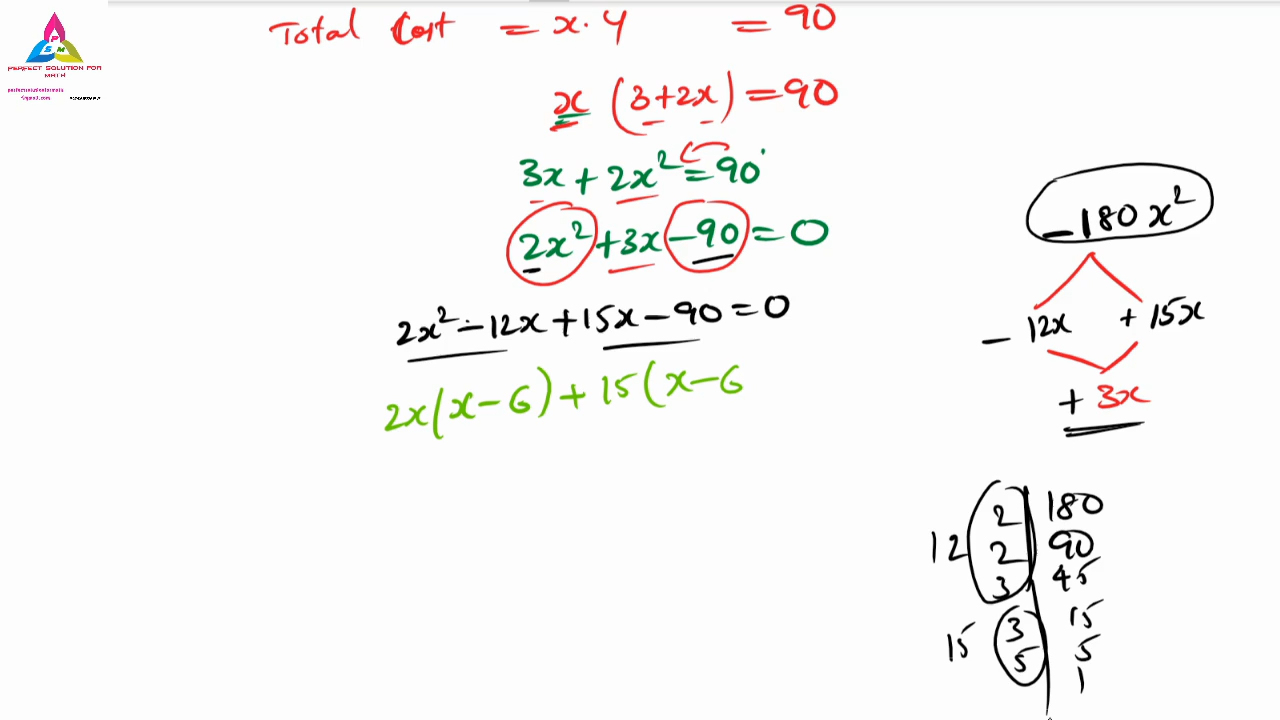 PSM
PERFECT SOLUTION FOR MATH
Total Cost = x·y = 90
x (3+2x) = 90
3x + 2x² = 90
2x² + 3x - 90 = 0
2x² - 12x + 15x - 90 = 0
2x(x-6) + 15(x-6
- 180x²
- 12x + 15x
+ 3x
2 180
12 2 90
3 45
3 15
15 5 5
1